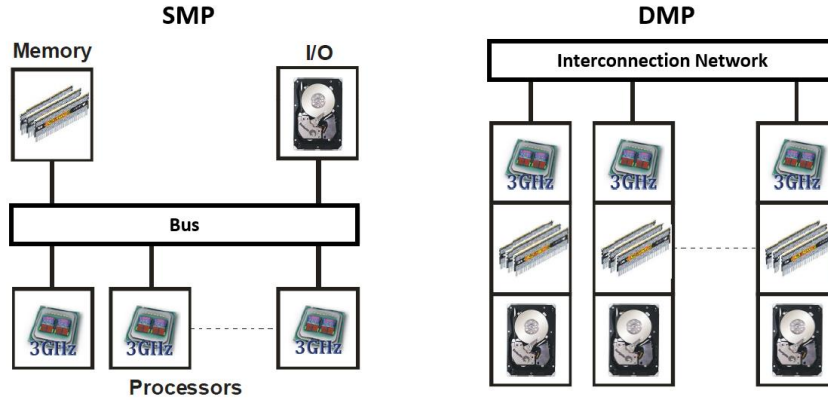 SMP
Memory
I/O
Bus
3GHz
3GHz
3GHz
Processors
DMP
Interconnection Network
3GHz
3GHz
3GHz